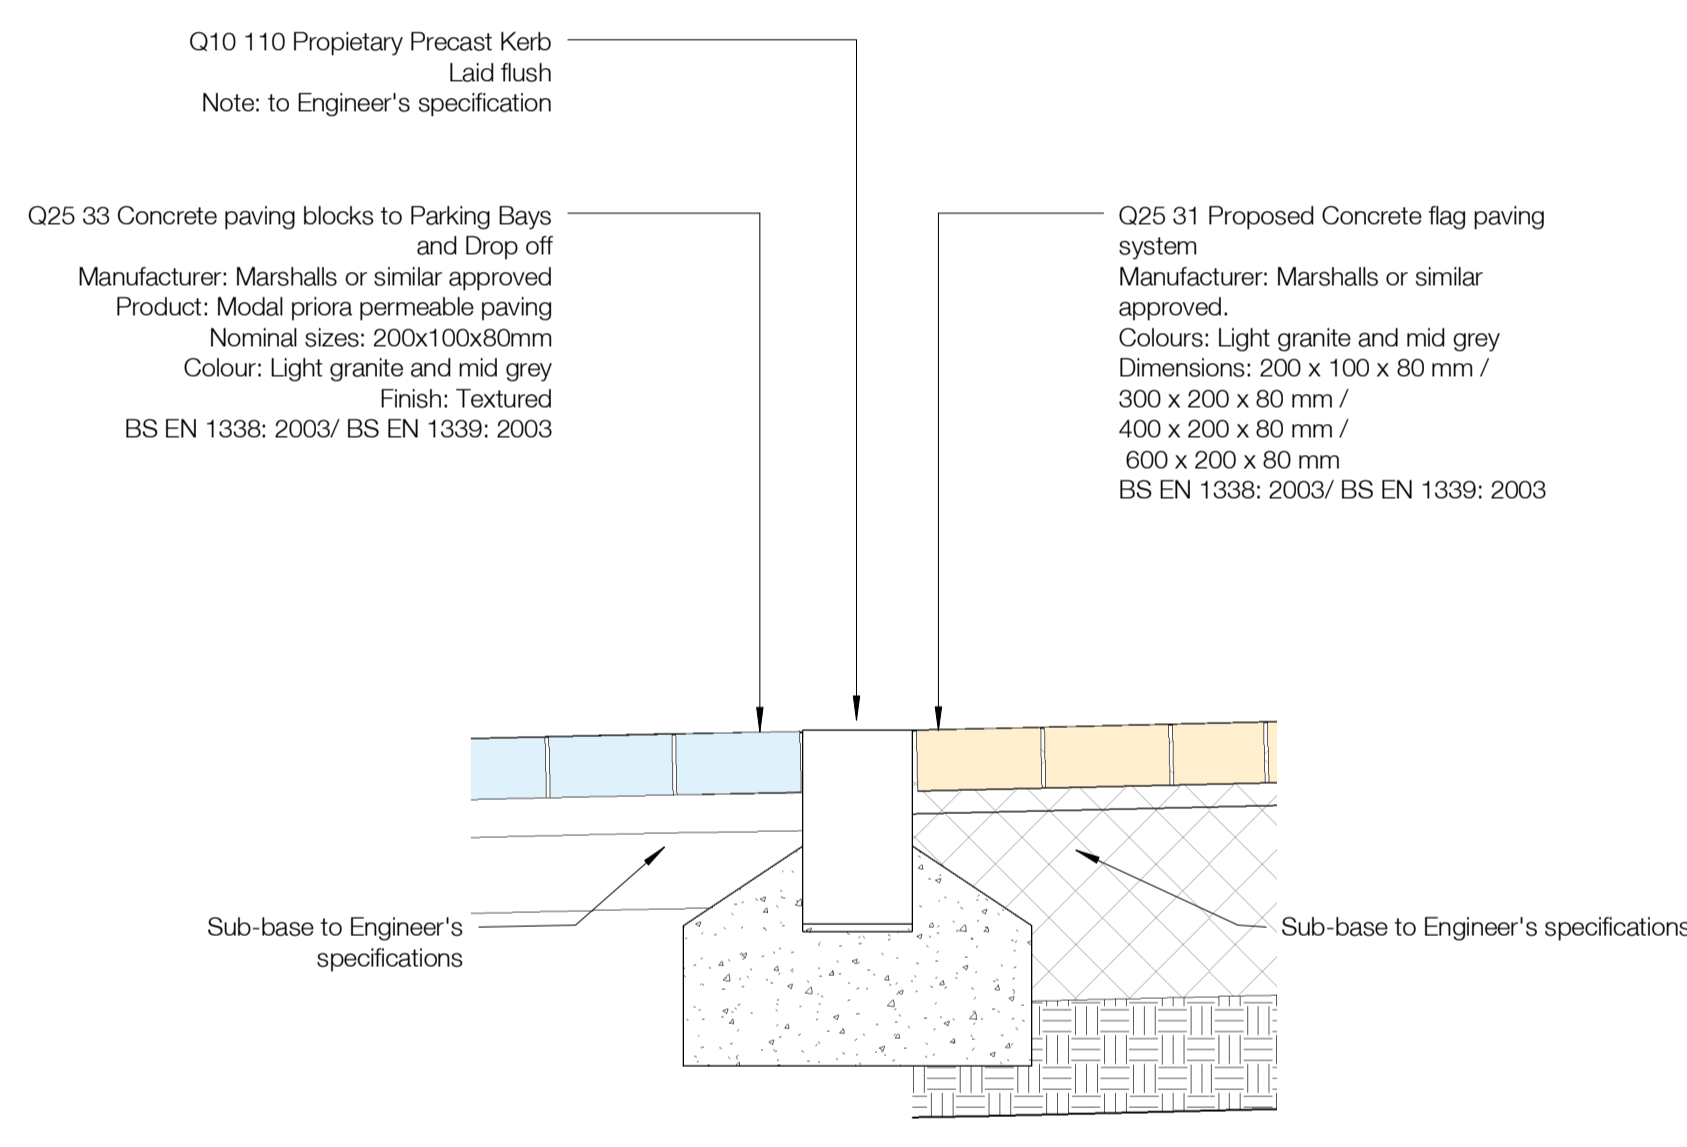 Q10 110 Propietary Precast Kerb
Laid flush
Note: to Engineer's specification
Q25 33 Concrete paving blocks to Parking Bays
and Drop off
Manufacturer: Marshalls or similar approved
Product: Modal priora permeable paving
Nominal sizes: 200x100x80mm
Colour: Light granite and mid grey
Finish: Textured
BS EN 1338: 2003/ BS EN 1339: 2003
Q25 31 Proposed Concrete flag paving
system
Manufacturer: Marshalls or similar
approved.
Colours: Light granite and mid grey
Dimensions: 200 x 100 x 80 mm /
300 x 200 x 80 mm /
400 x 200 x 80 mm /
600 x 200 x 80 mm
BS EN 1338: 2003/ BS EN 1339: 2003
Sub-base to Engineer's
specifications
Sub-base to Engineer's specifications